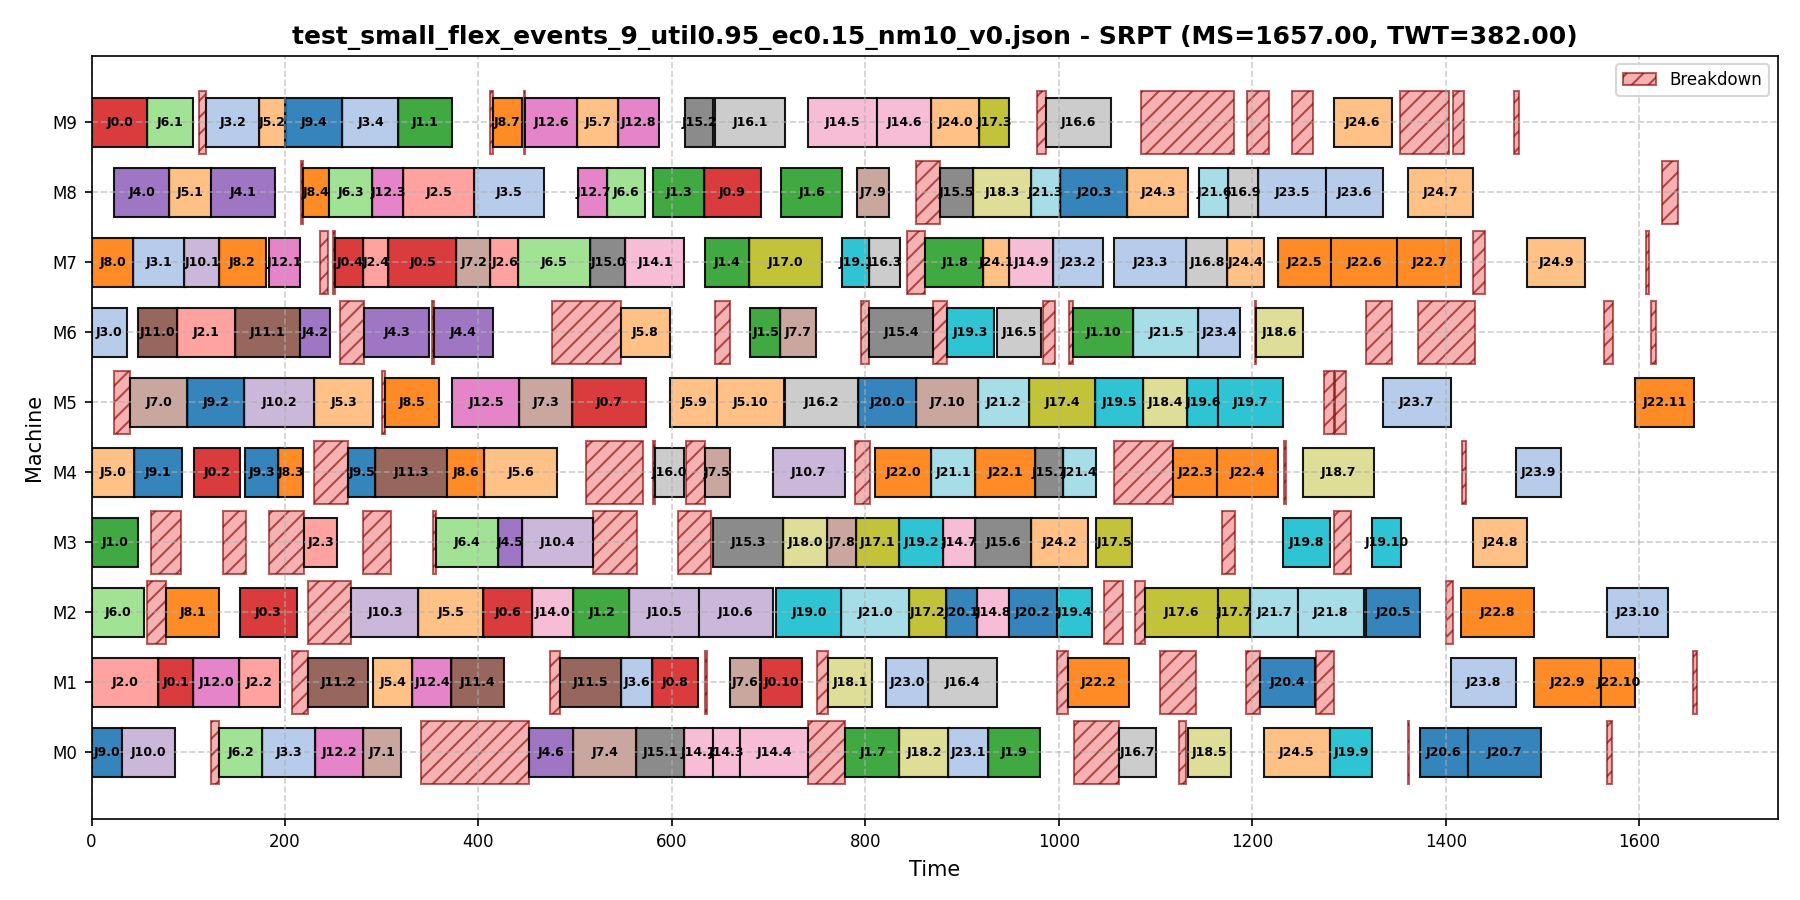 test_small_flex_events_9_util0.95_ec0.15_nm10_v0.json - SRPT (MS=1657.00, TWT=382.00)
Breakdown
M9 J0.0 J6.1 J3.2 J5.2 J9.4 J3.4 J1.1 J8.7 J12.6 J5.7 J12.8 J15.2 J16.1 J14.5 J14.6 J24.0 J17.3 J16.6 J24.6
M8 J4.0 J5.1 J4.1 J8.4 J6.3 J12.3 J2.5 J3.5 J12.7 J6.6 J1.3 J0.9 J1.6 J7.9 J15.5 J18.3 J21.3 J20.3 J24.3 J21.6 J16.9 J23.5 J23.6 J24.7
M7 J8.0 J3.1 J10.1 J8.2 J12.1 J0.4 J2.4 J0.5 J7.2 J2.6 J6.5 J15.0 J14.1 J1.4 J17.0 J16.3 J1.8 J24.1 J14.9 J23.2 J23.3 J16.8 J24.4 J22.5 J22.6 J22.7 J24.9
M6 J3.0 J11.0 J2.1 J11.1 J4.2 J4.3 J4.4 J5.8 J1.5 J7.7 J15.4 J19.3 J16.5 J1.10 J21.5 J23.4 J18.6
M5 J7.0 J9.2 J10.2 J5.3 J8.5 J12.5 J7.3 J0.7 J5.9 J5.10 J16.2 J20.0 J7.10 J21.2 J17.4 J19.5 J18.4 J19.6 J19.7 J23.7 J22.11
M4 J5.0 J9.1 J0.2 J9.3 J8.3 J9.5 J11.3 J8.6 J5.6 J16.0 J7.5 J10.7 J22.0 J21.1 J22.1 J15.7 J21.4 J22.3 J22.4 J18.7 J23.9
M3 J1.0 J2.3 J6.4 J4.5 J10.4 J15.3 J18.0 J7.8 J17.1 J19.2 J14.7 J15.6 J24.2 J17.5 J19.8 J19.10 J24.8
M2 J6.0 J8.1 J0.3 J10.3 J5.5 J0.6 J14.0 J1.2 J10.5 J10.6 J19.0 J21.0 J17.2 J20.1 J14.8 J20.2 J19.4 J17.6 J17.7 J21.7 J21.8 J20.5 J22.8 J23.10
M1 J2.0 J0.1 J12.0 J2.2 J11.2 J5.4 J12.4 J11.4 J11.5 J3.6 J0.8 J7.6 J0.10 J18.1 J23.0 J16.4 J22.2 J20.4 J23.8 J22.9 J22.10
M0 J9.0 J10.0 J6.2 J3.3 J12.2 J7.1 J4.6 J7.4 J15.1 J14.2 J14.3 J14.4 J1.7 J18.2 J23.1 J1.9 J16.7 J18.5 J24.5 J19.9 J20.6 J20.7
0 200 400 600 800 1000 1200 1400 1600
Time
Machine